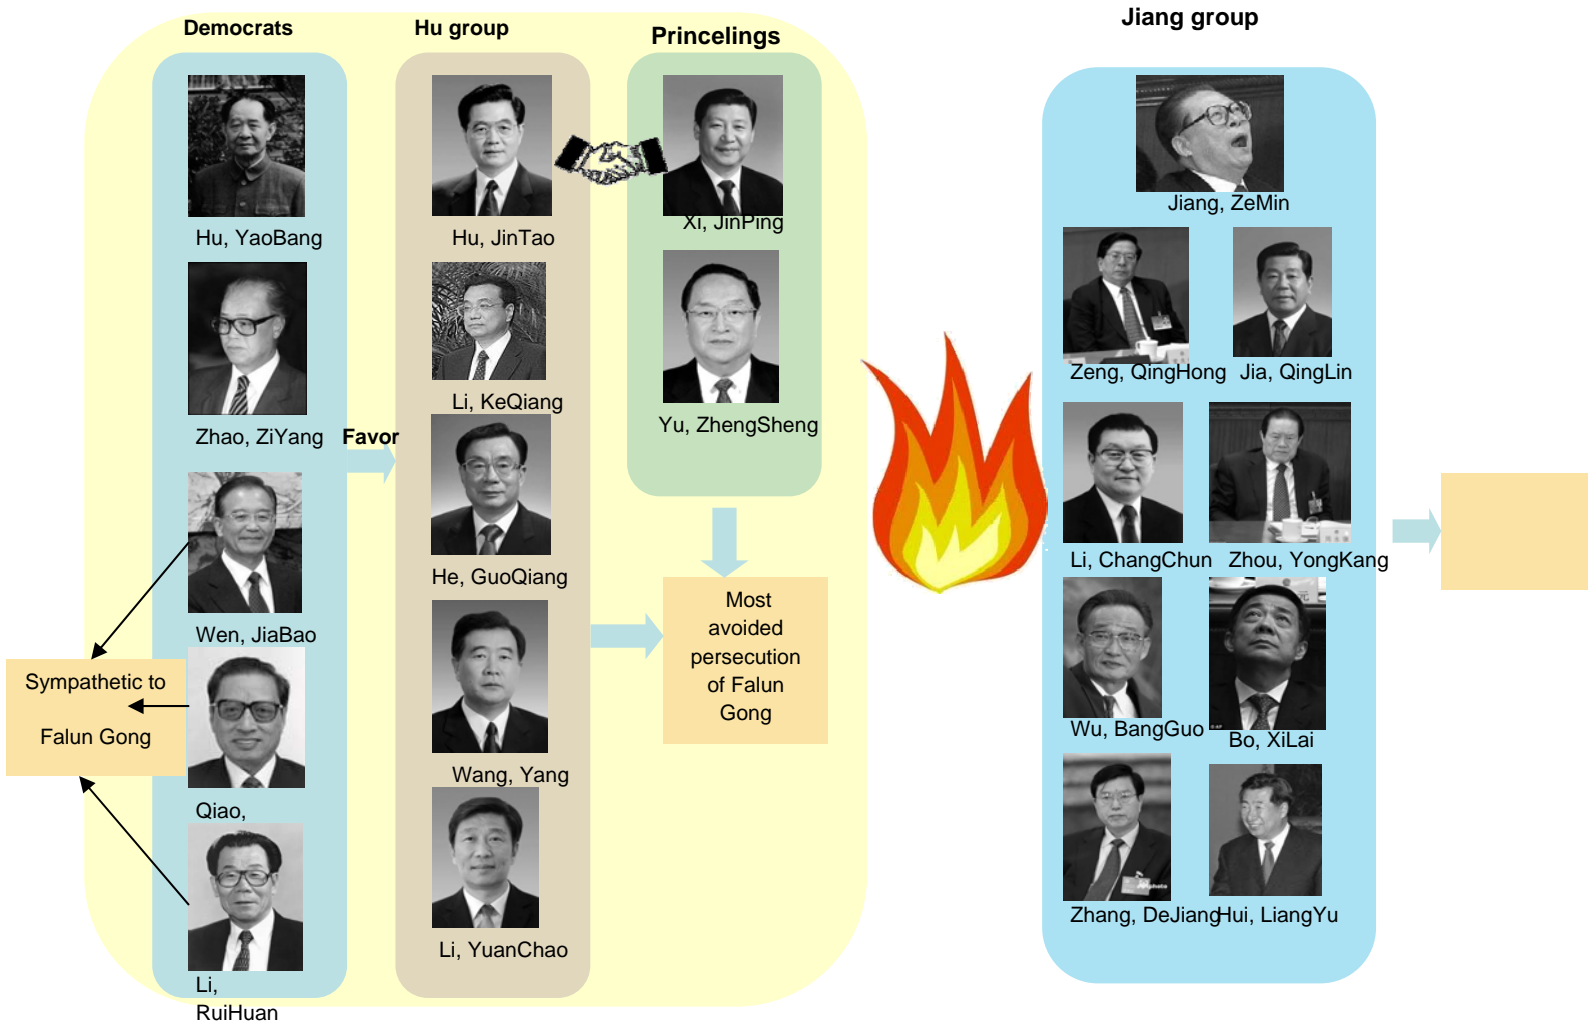 Democrats
Hu group
Princelings
Jiang group
Hu, YaoBang
Zhao, ZiYang
Wen, JiaBao
Qiao,
Li,
RuiHuan
Favor
Sympathetic to
Falun Gong
Hu, JinTao
Li, KeQiang
He, GuoQiang
Wang, Yang
Li, YuanChao
Xi, JinPing
Yu, ZhengSheng
Most
avoided
persecution
of Falun
Gong
Jiang, ZeMin
Zeng, QingHong
Jia, QingLin
Li, ChangChun
Zhou, YongKang
Wu, BangGuo
Bo, XiLai
Zhang, DeJiang
Hui, LiangYu